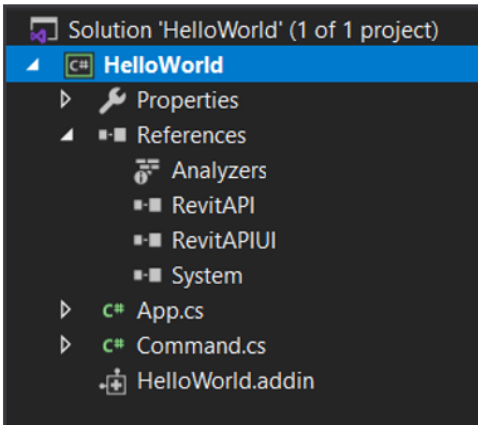 Solution 'HelloWorld' (1 of 1 project)
C# HelloWorld
Properties
References
Analyzers
RevitAPI
RevitAPIUI
System
C# App.cs
C# Command.cs
HelloWorld.addin